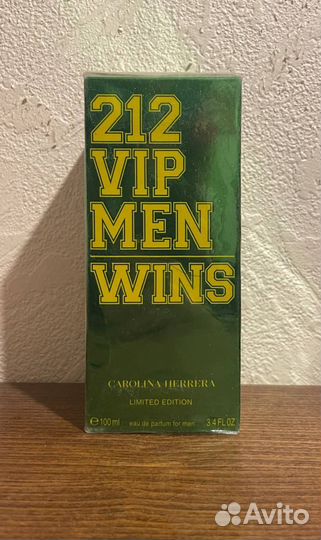 212
VIP
MEN
WINS
CAROLINA HERRERA
LIMITED EDITION
℮100 ml eau de parfum for men 3.4 FL OZ
Avito